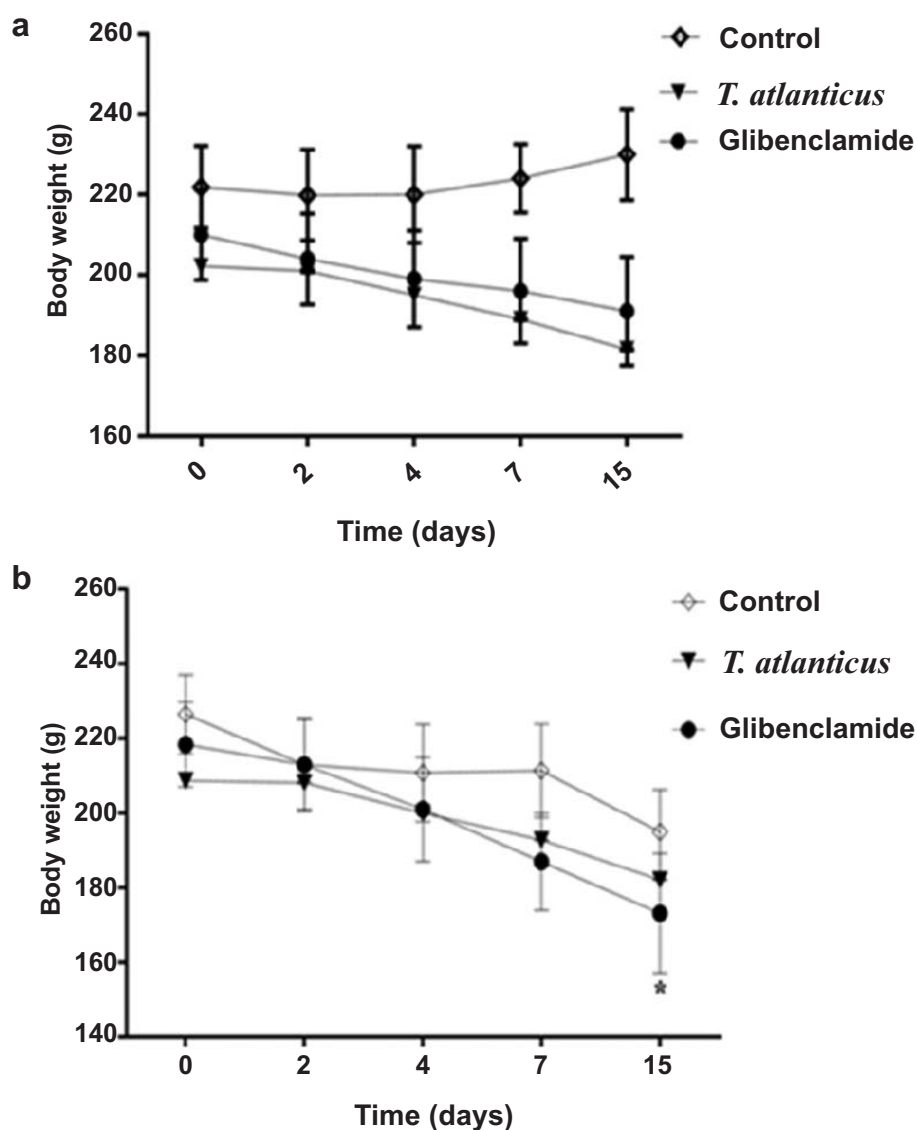 a
260
240
220
200
180
160
Body weight (g)
0 2 4 7 15
Time (days)
Control
T. atlanticus
Glibenclamide
b
260
240
220
200
180
160
140
Body weight (g)
*
0 2 4 7 15
Time (days)
Control
T. atlanticus
Glibenclamide